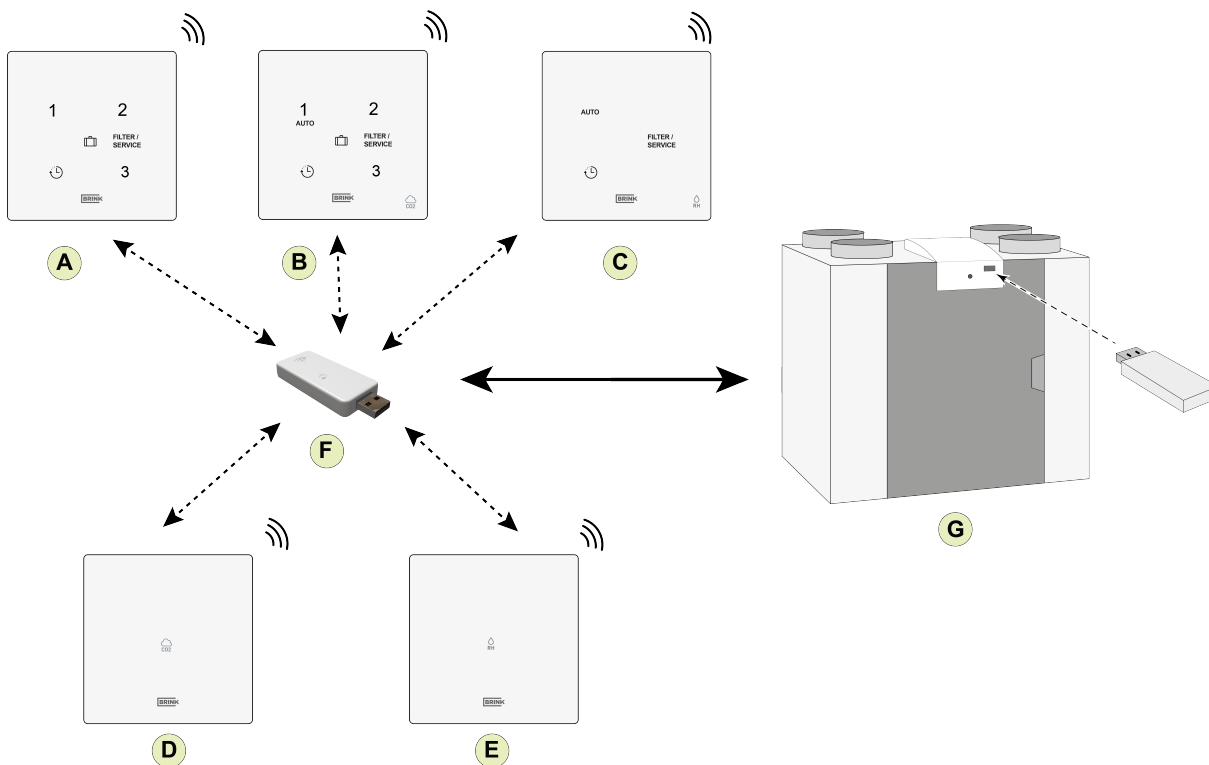 1
2
FILTER /
SERVICE
3
BRINK
A
1
AUTO
2
FILTER /
SERVICE
3
BRINK
CO2
B
AUTO
FILTER /
SERVICE
BRINK
RH
C
F
G
CO2
BRINK
D
RH
BRINK
E